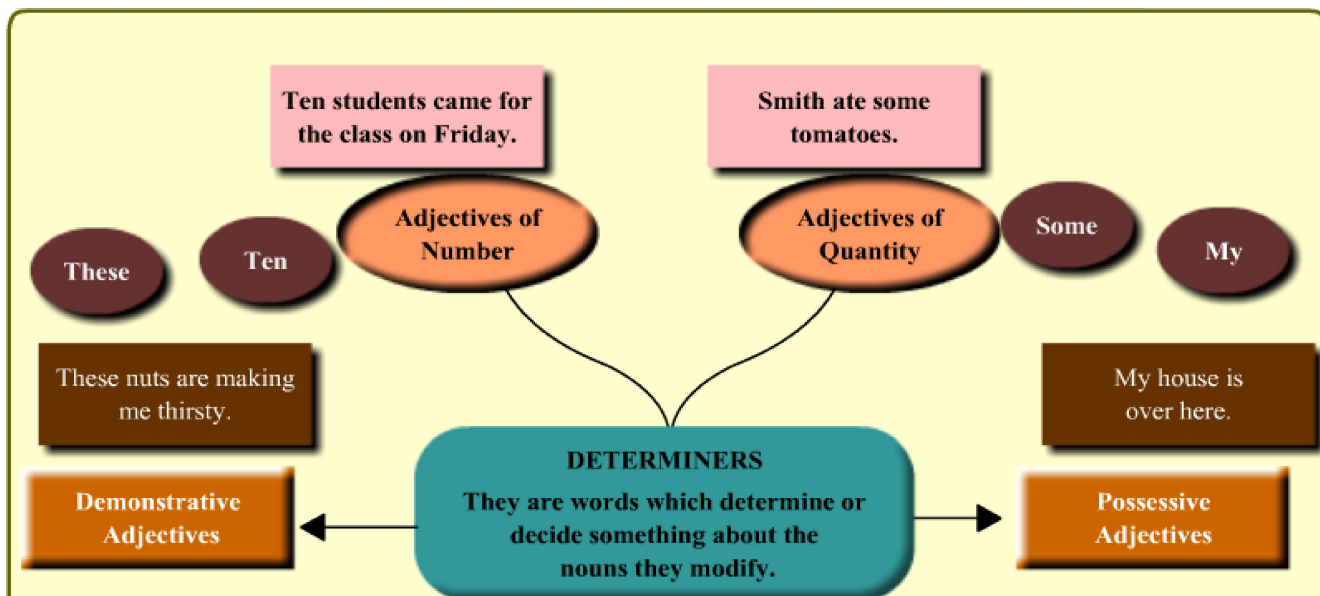 Ten students came for
the class on Friday.
Smith ate some
tomatoes.
Adjectives of
Number
Adjectives of
Quantity
These
Ten
Some
My
These nuts are making
me thirsty.
My house is
over here.
DETERMINERS
They are words which determine or
decide something about the
nouns they modify.
Demonstrative
Adjectives
Possessive
Adjectives